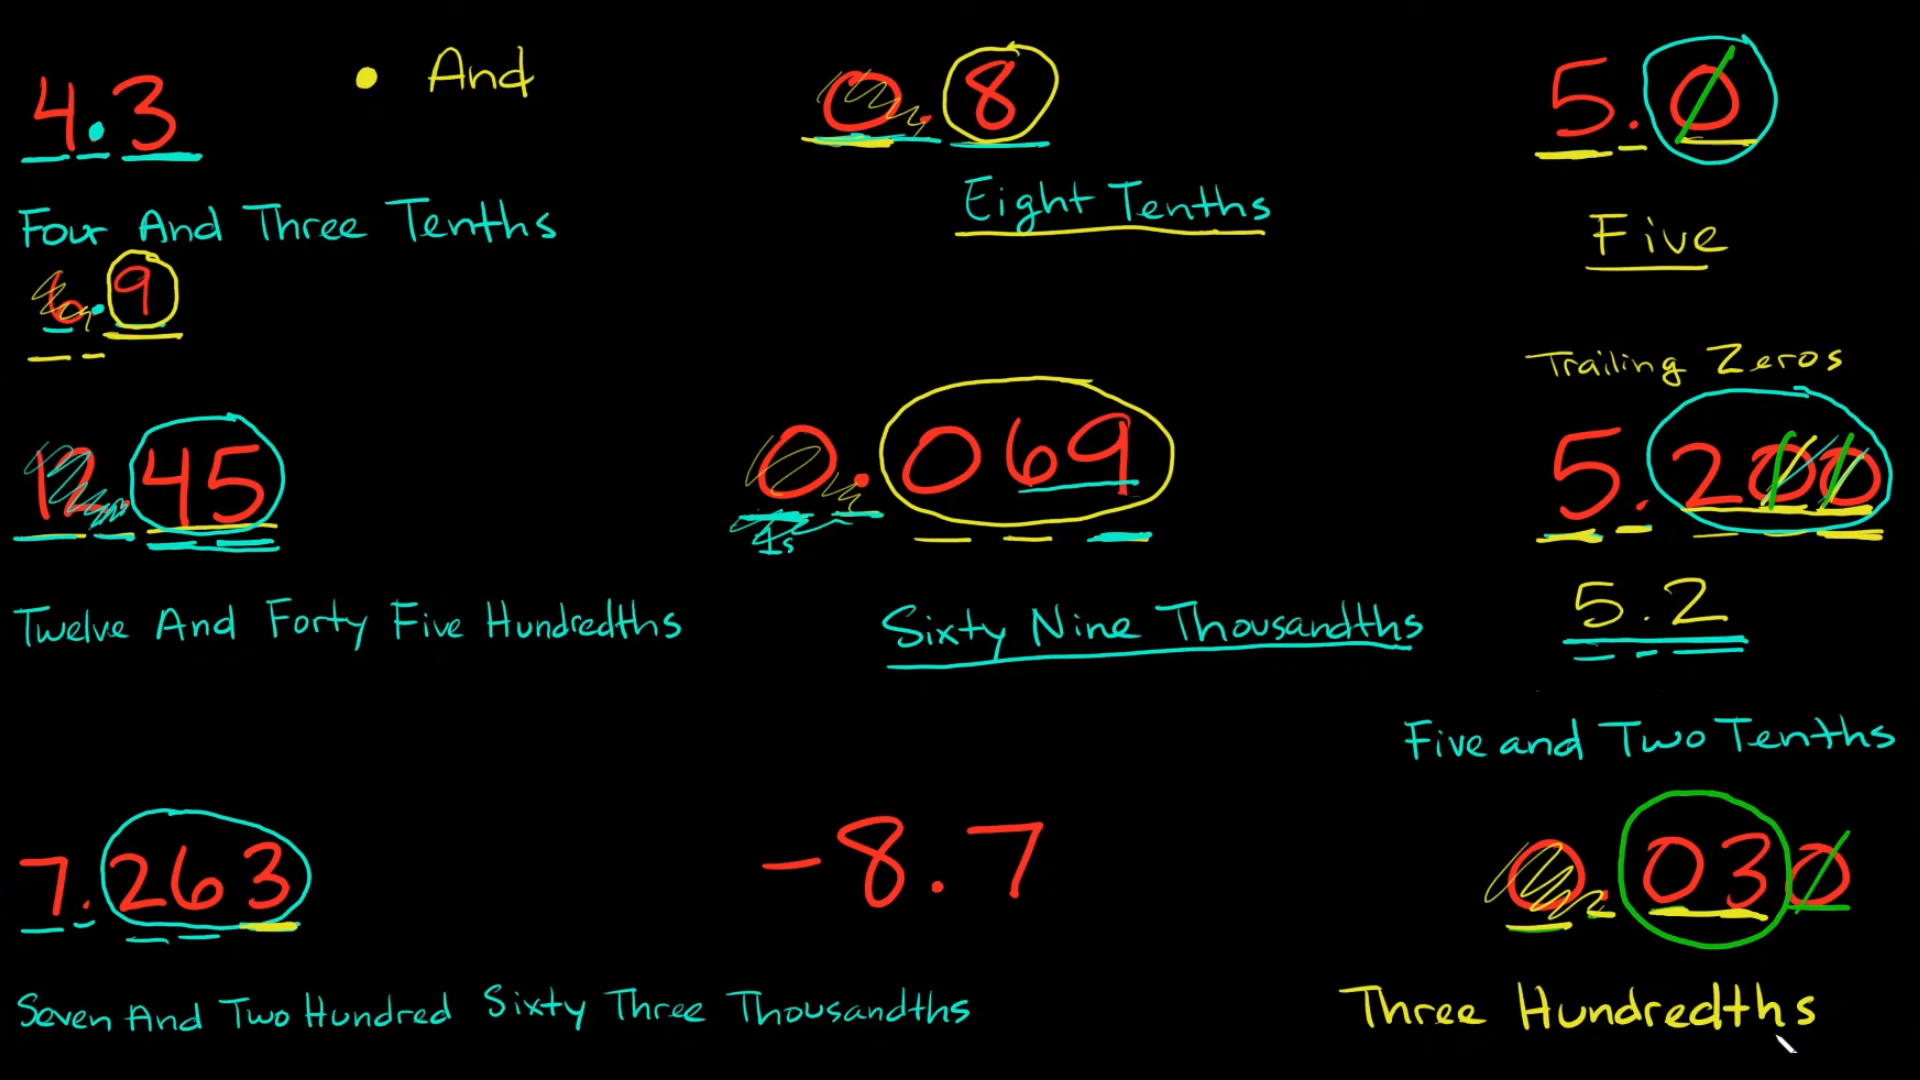 4.3
• And
Four And Three Tenths
6.9
12.45
Twelve And Forty Five Hundredths
7.263
Seven And Two Hundred Sixty Three Thousandths
0.8
Eight Tenths
0.069
1s
Sixty Nine Thousandths
-8.7
5.0
Five
Trailing Zeros
5.200
5.2
Five and Two Tenths
0.030
Three Hundredths